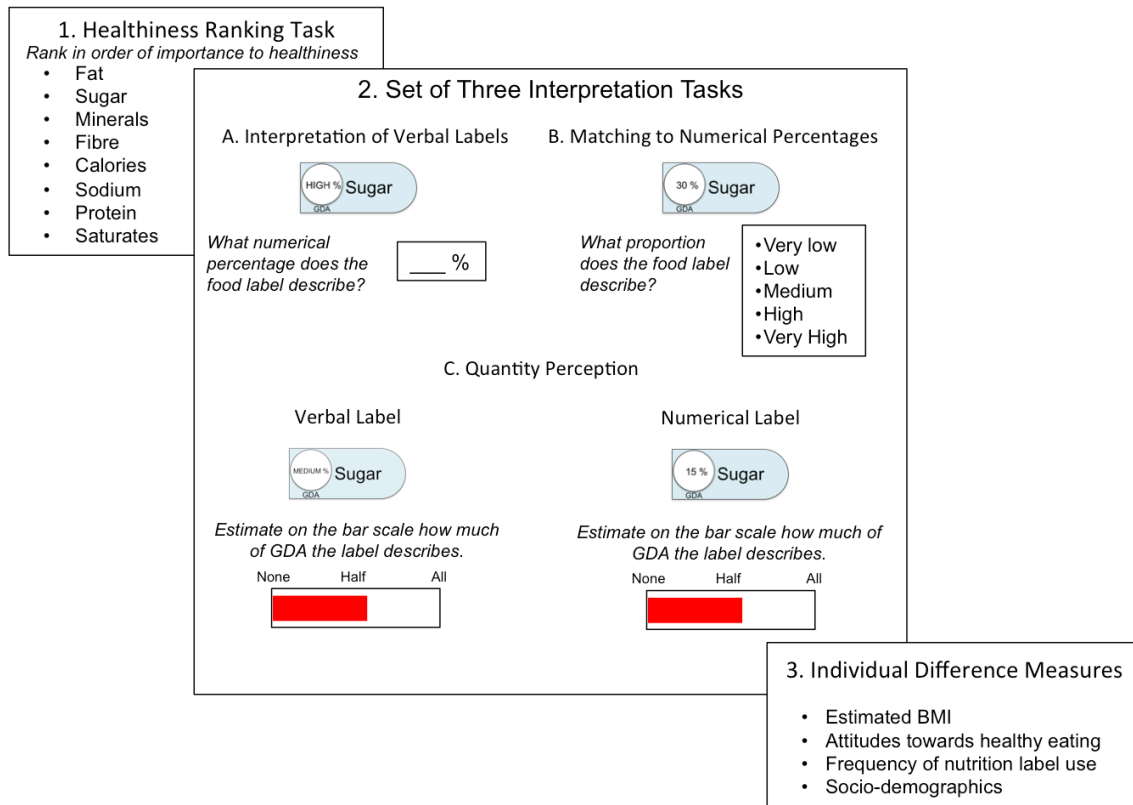 1. Healthiness Ranking Task
Rank in order of importance to healthiness
• Fat
• Sugar
• Minerals
• Fibre
• Calories
• Sodium
• Protein
• Saturates
2. Set of Three Interpretation Tasks
A. Interpretation of Verbal Labels
HIGH % Sugar
GDA
What numerical
percentage does the
food label describe?
___ %
B. Matching to Numerical Percentages
30 % Sugar
GDA
What proportion
does the food label
describe?
•Very low
•Low
•Medium
•High
•Very High
C. Quantity Perception
Verbal Label
MEDIUM % Sugar
GDA
Estimate on the bar scale how much
of GDA the label describes.
None Half All
Numerical Label
15 % Sugar
GDA
Estimate on the bar scale how much of
GDA the label describes.
None Half All
3. Individual Difference Measures
• Estimated BMI
• Attitudes towards healthy eating
• Frequency of nutrition label use
• Socio-demographics